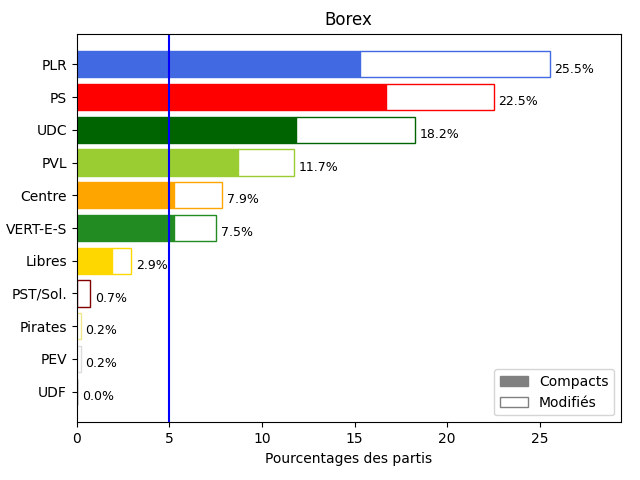 Borex
PLR 25.5%
PS 22.5%
UDC 18.2%
PVL 11.7%
Centre 7.9%
VERT-E-S 7.5%
Libres 2.9%
PST/Sol. 0.7%
Pirates 0.2%
PEV 0.2%
UDF 0.0%
Compacts
Modifiés
0 5 10 15 20 25
Pourcentages des partis